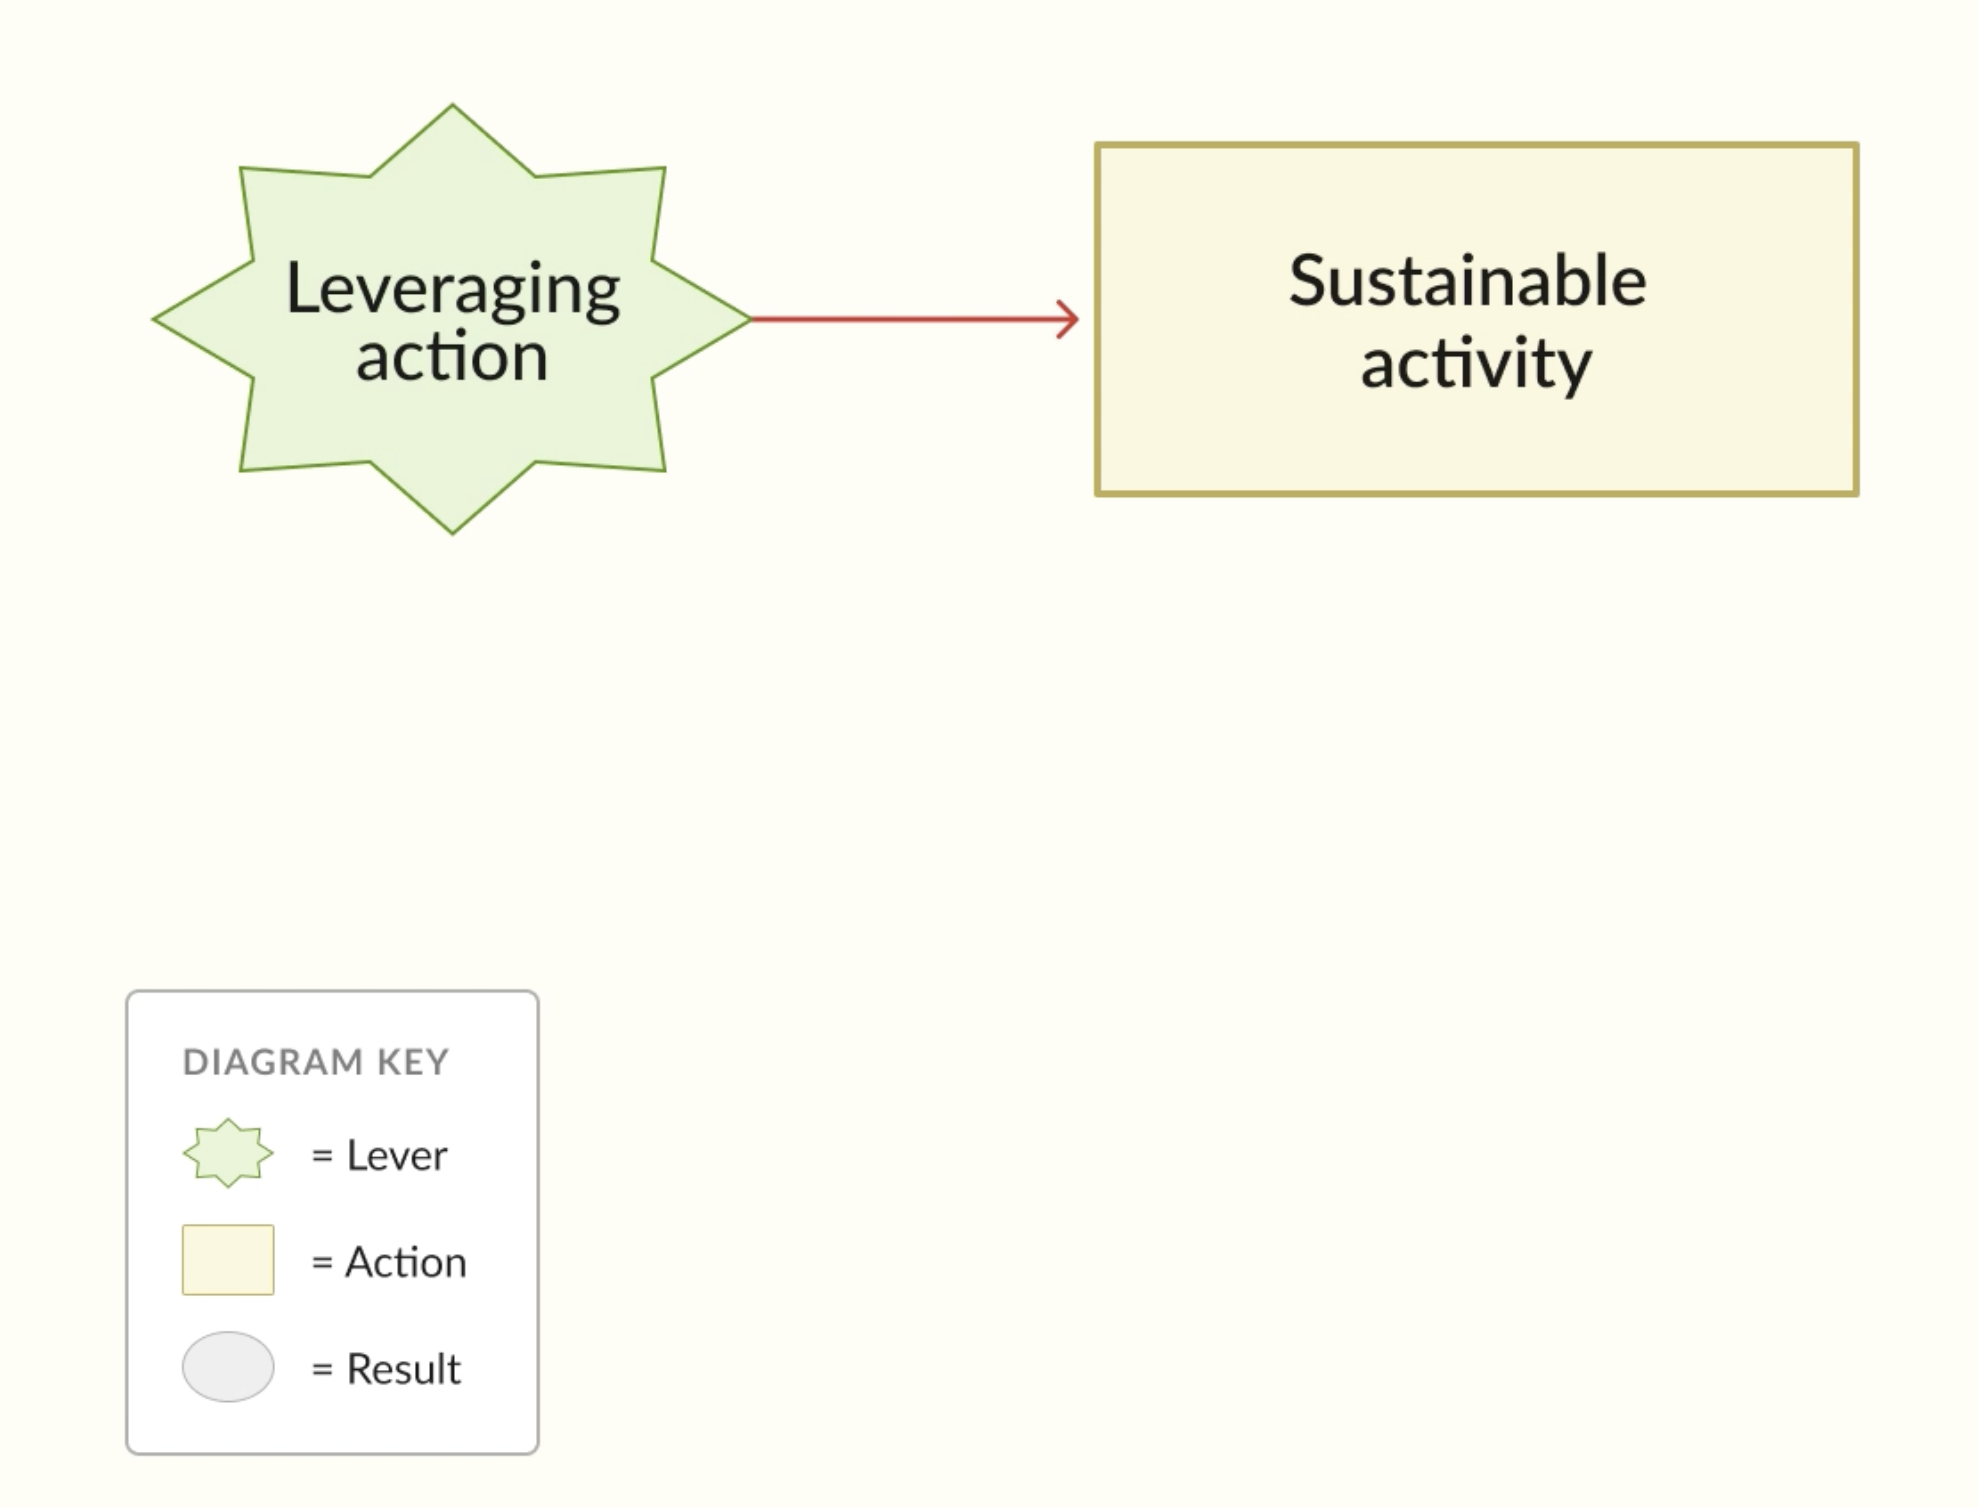 Leveraging
action
Sustainable
activity
DIAGRAM KEY
= Lever
= Action
= Result